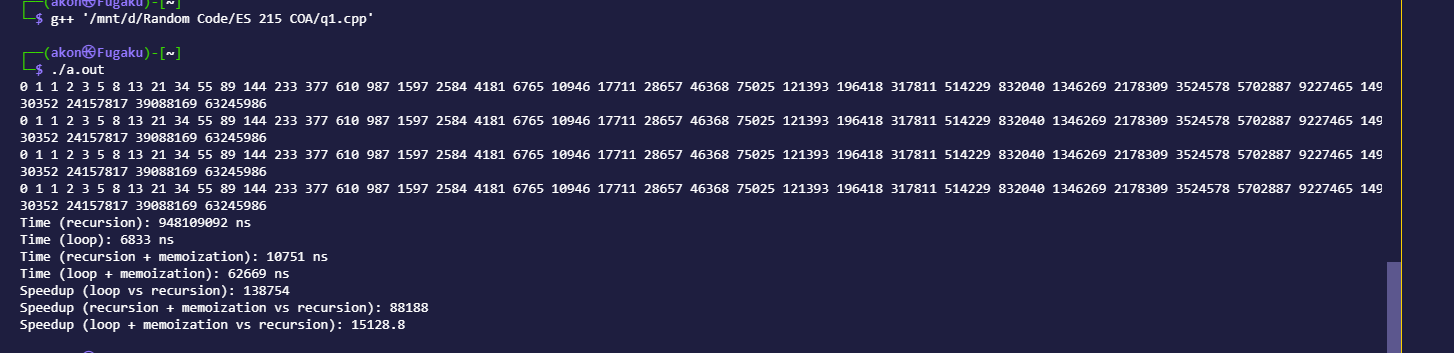 ┌──(akon㉿Fugaku)-[~]
└─$ g++ '/mnt/d/Random Code/ES 215 COA/q1.cpp'
┌──(akon㉿Fugaku)-[~]
└─$ ./a.out
0 1 1 2 3 5 8 13 21 34 55 89 144 233 377 610 987 1597 2584 4181 6765 10946 17711 28657 46368 75025 121393 196418 317811 514229 832040 1346269 2178309 3524578 5702887 9227465 149
30352 24157817 39088169 63245986
0 1 1 2 3 5 8 13 21 34 55 89 144 233 377 610 987 1597 2584 4181 6765 10946 17711 28657 46368 75025 121393 196418 317811 514229 832040 1346269 2178309 3524578 5702887 9227465 149
30352 24157817 39088169 63245986
0 1 1 2 3 5 8 13 21 34 55 89 144 233 377 610 987 1597 2584 4181 6765 10946 17711 28657 46368 75025 121393 196418 317811 514229 832040 1346269 2178309 3524578 5702887 9227465 149
30352 24157817 39088169 63245986
0 1 1 2 3 5 8 13 21 34 55 89 144 233 377 610 987 1597 2584 4181 6765 10946 17711 28657 46368 75025 121393 196418 317811 514229 832040 1346269 2178309 3524578 5702887 9227465 149
30352 24157817 39088169 63245986
Time (recursion): 948109092 ns
Time (loop): 6833 ns
Time (recursion + memoization): 10751 ns
Time (loop + memoization): 62669 ns
Speedup (loop vs recursion): 138754
Speedup (recursion + memoization vs recursion): 88188
Speedup (loop + memoization vs recursion): 15128.8